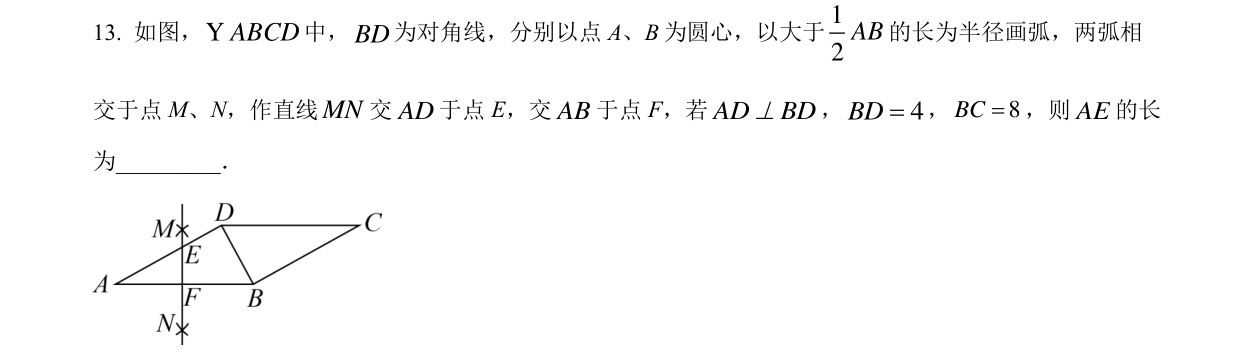 13. 如图，Y ABCD 中，BD 为对角线，分别以点 A、B 为圆心，以大于 \frac{1}{2} AB 的长为半径画弧，两弧相
交于点 M、N，作直线 MN 交 AD 于点 E，交 AB 于点 F，若 AD ⊥ BD，BD = 4，BC = 8，则 AE 的长
为________．
D
M
C
E
A
F
B
N